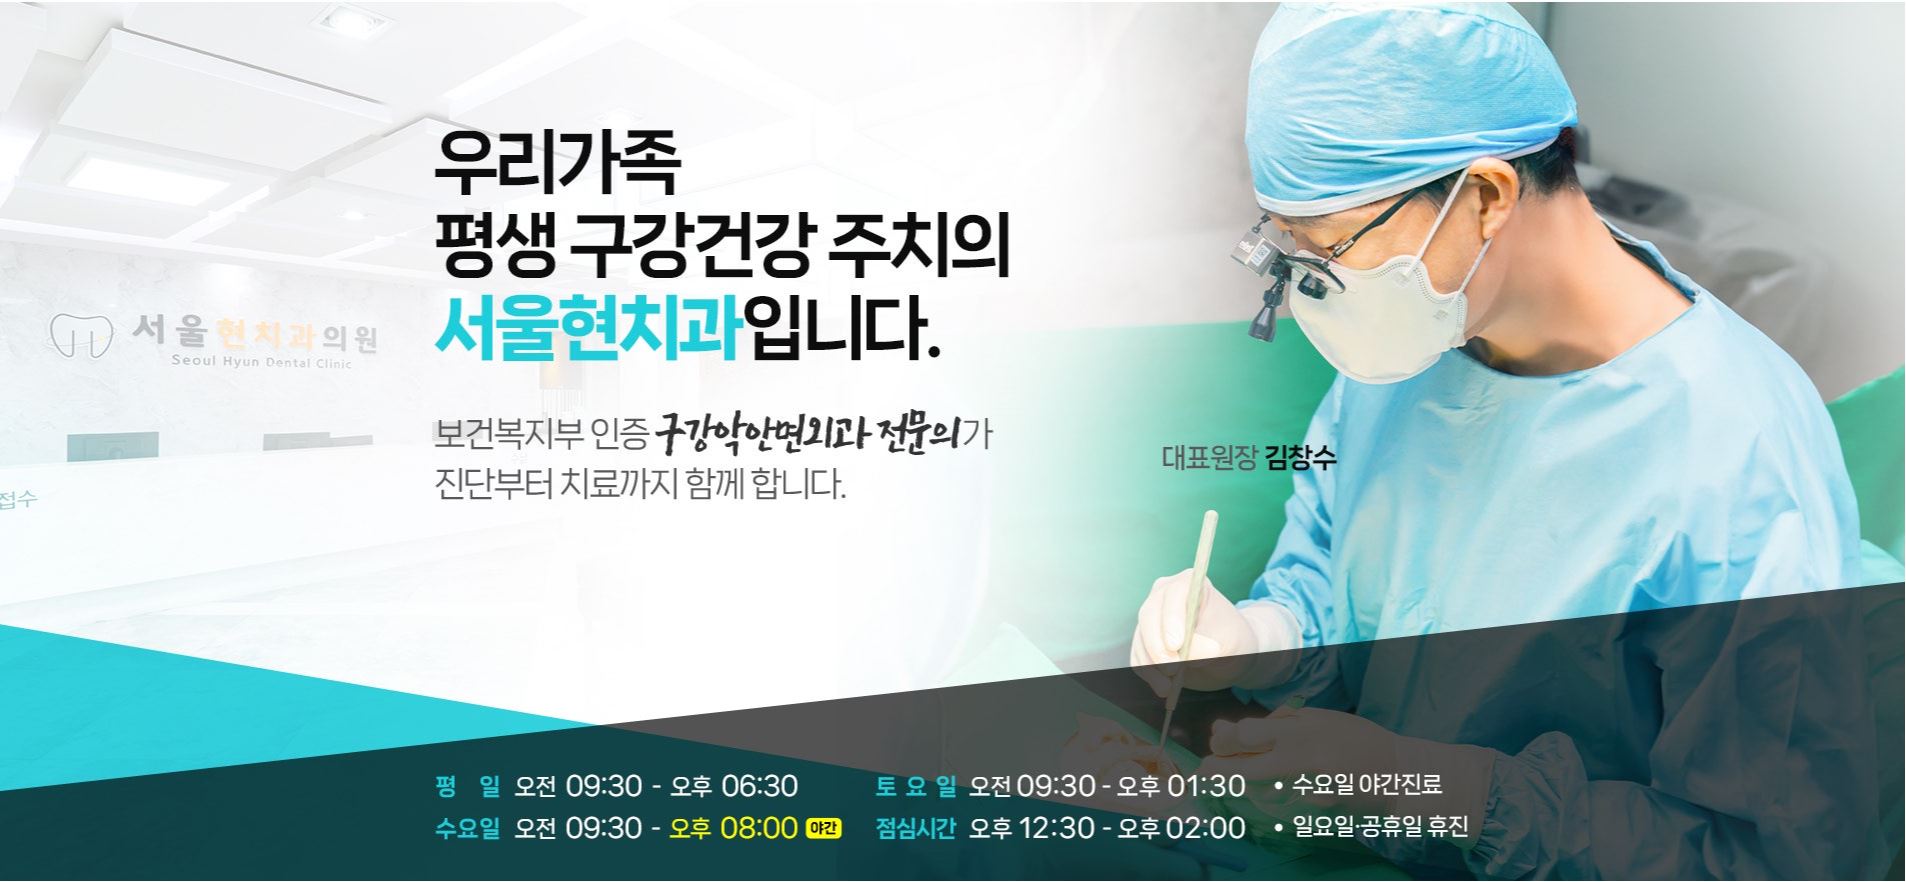 우리가족
평생 구강건강 주치의
서울현치과입니다.
서울현치과의원
Seoul Hyun Dental Clinic
보건복지부 인증 구강악안면외과 전문의가
진단부터 치료까지 함께 합니다.
대표원장 김창수
접수
평 일 오전 09:30 - 오후 06:30
수요일 오전 09:30 - 오후 08:00 야간
토 요 일 오전 09:30 - 오후 01:30
점심시간 오후 12:30 - 오후 02:00
• 수요일 야간진료
• 일요일·공휴일 휴진